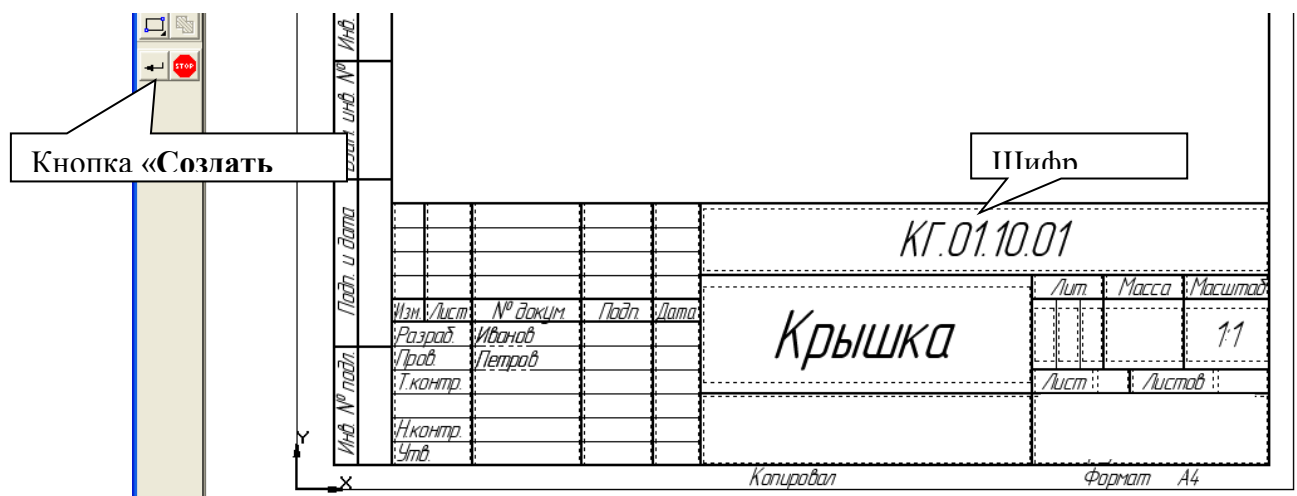 STOP
Инв.
Взам. инв. №
Подп. и дата
Инв. № подл.
Кнопка «Создать
Шифр
КГ.01.10.01
Лит. Масса Масштаб
Изм. Лист № докум. Подп. Дата
Разраб. Иванов
Крышка
1:1
Пров. Петров
Т.контр.
Лист Листов
Н.контр.
Утв.
Копировал Формат А4
Y
X